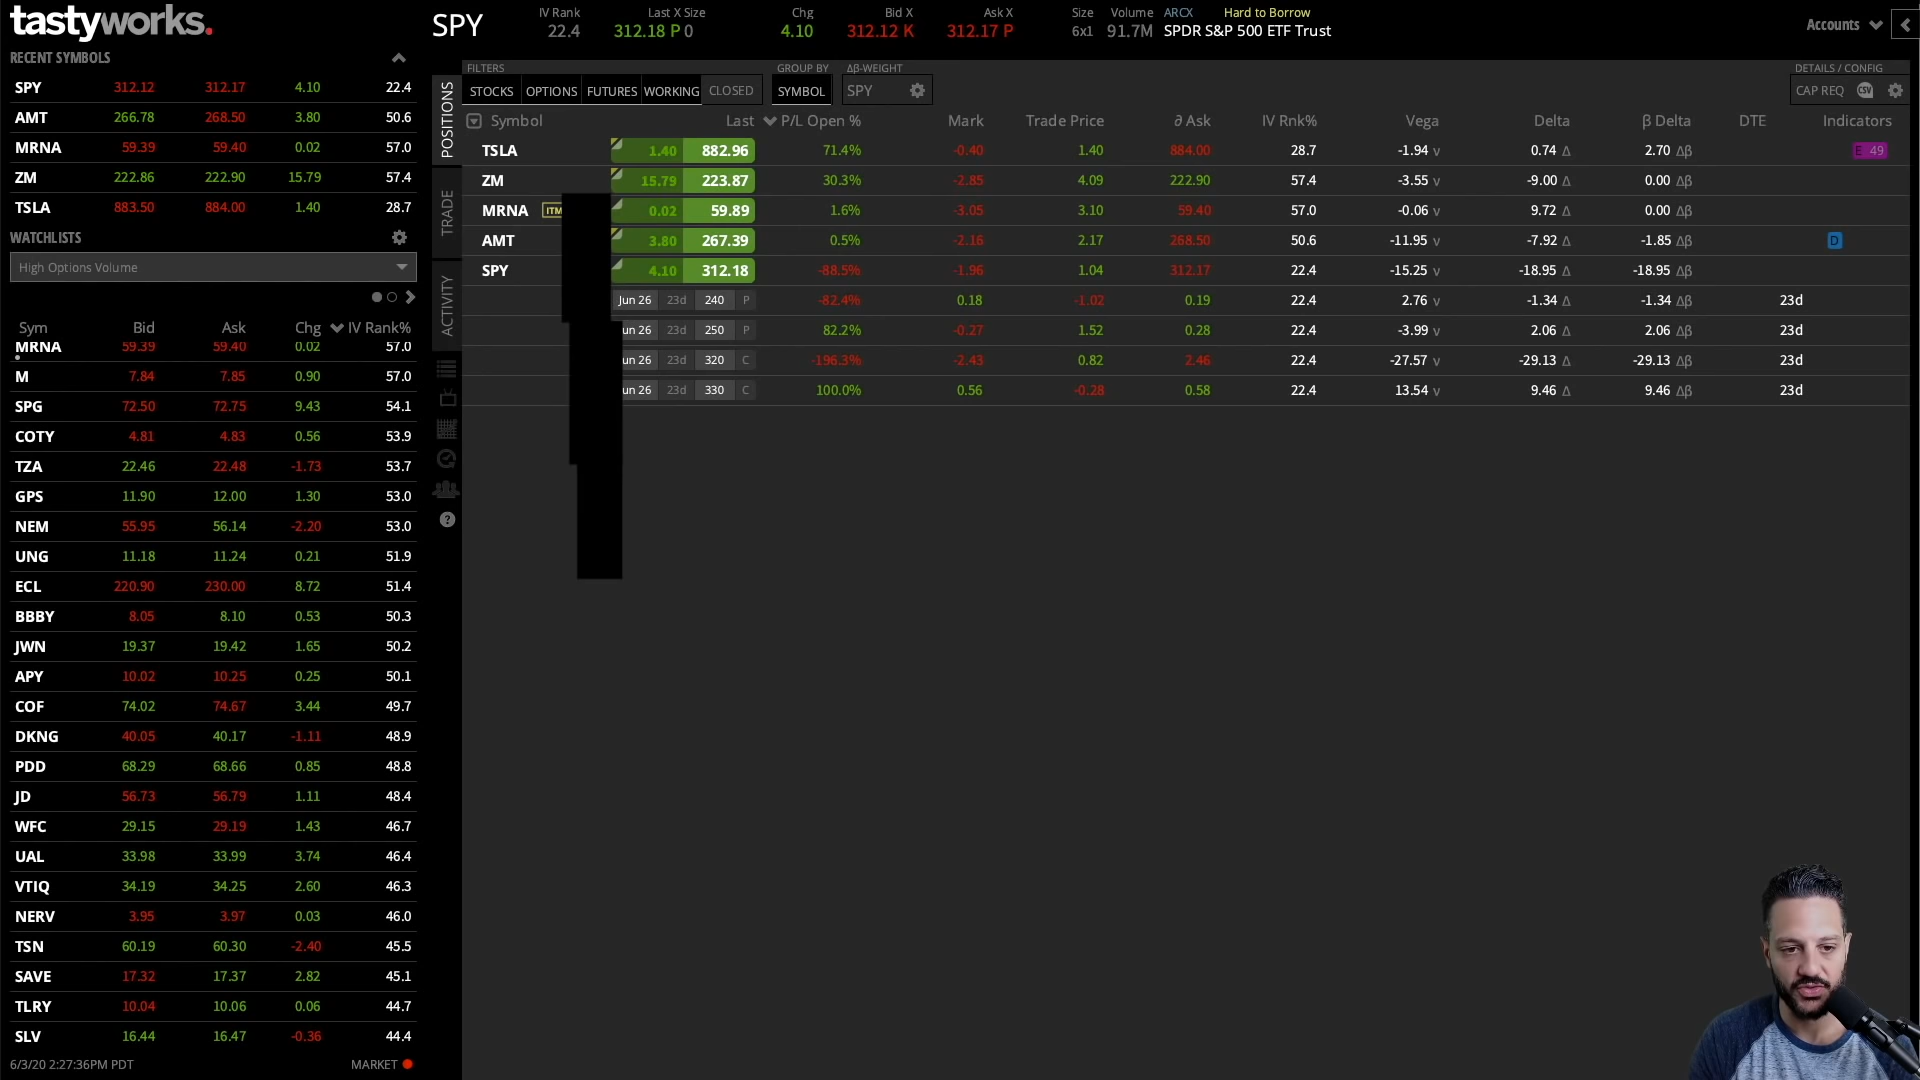 tastyworks.
RECENT SYMBOLS
SPY 312.12 312.17 4.10 22.4
AMT 266.78 268.50 3.80 50.6
MRNA 59.39 59.40 0.02 57.0
ZM 222.86 222.90 15.79 57.4
TSLA 883.50 884.00 1.40 28.7
WATCHLISTS
High Options Volume
Sym Bid Ask Chg IV Rank%
MRNA 59.39 59.40 0.02 57.0
M 7.84 7.85 0.90 57.0
SPG 72.50 72.75 9.43 54.1
COTY 4.81 4.83 0.56 53.9
TZA 22.46 22.48 -1.73 53.7
GPS 11.90 12.00 1.30 53.0
NEM 55.95 56.14 -2.20 53.0
UNG 11.18 11.24 0.21 51.9
ECL 220.90 230.00 8.72 51.4
BBBY 8.05 8.10 0.53 50.3
JWN 19.37 19.42 1.65 50.2
APY 10.02 10.25 0.25 50.1
COF 74.02 74.67 3.44 49.7
DKNG 40.05 40.17 -1.11 48.9
PDD 68.29 68.66 0.85 48.8
JD 56.73 56.79 1.11 48.4
WFC 29.15 29.19 1.43 46.7
UAL 33.98 33.99 3.74 46.4
VTIQ 34.19 34.25 2.60 46.3
NERV 3.95 3.97 0.03 46.0
TSN 60.19 60.30 -2.40 45.5
SAVE 17.32 17.37 2.82 45.1
TLRY 10.04 10.06 0.06 44.7
SLV 16.44 16.47 -0.36 44.4
6/3/20 2:27:36PM PDT MARKET
SPY
IV Rank Last X Size Chg Bid X Ask X Size Volume ARCX Hard to Borrow
22.4 312.18 P 0 4.10 312.12 K 312.17 P 6x1 91.7M SPDR S&P 500 ETF Trust
Accounts
POSITIONS
TRADE
ACTIVITY
?
FILTERS GROUP BY Δβ-WEIGHT DETAILS / CONFIG
STOCKS OPTIONS FUTURES WORKING CLOSED SYMBOL SPY CAP REQ CSV
Symbol Last P/L Open % Mark Trade Price ∂ Ask IV Rnk% Vega Delta β Delta DTE Indicators
TSLA 1.40 882.96 71.4% -0.40 1.40 884.00 28.7 -1.94 v 0.74 Δ 2.70 Δβ E 49
ZM 15.79 223.87 30.3% -2.85 4.09 222.90 57.4 -3.55 v -9.00 Δ 0.00 Δβ
MRNA ITM 0.02 59.89 1.6% -3.05 3.10 59.40 57.0 -0.06 v 9.72 Δ 0.00 Δβ
AMT 3.80 267.39 0.5% -2.16 2.17 268.50 50.6 -11.95 v -7.92 Δ -1.85 Δβ D
SPY 4.10 312.18 -88.5% -1.96 1.04 312.17 22.4 -15.25 v -18.95 Δ -18.95 Δβ
Jun 26 23d 240 P -82.4% 0.18 -1.02 0.19 22.4 2.76 v -1.34 Δ -1.34 Δβ 23d
un 26 23d 250 P 82.2% -0.27 1.52 0.28 22.4 -3.99 v 2.06 Δ 2.06 Δβ 23d
un 26 23d 320 C -196.3% -2.43 0.82 2.46 22.4 -27.57 v -29.13 Δ -29.13 Δβ 23d
un 26 23d 330 C 100.0% 0.56 -0.28 0.58 22.4 13.54 v 9.46 Δ 9.46 Δβ 23d